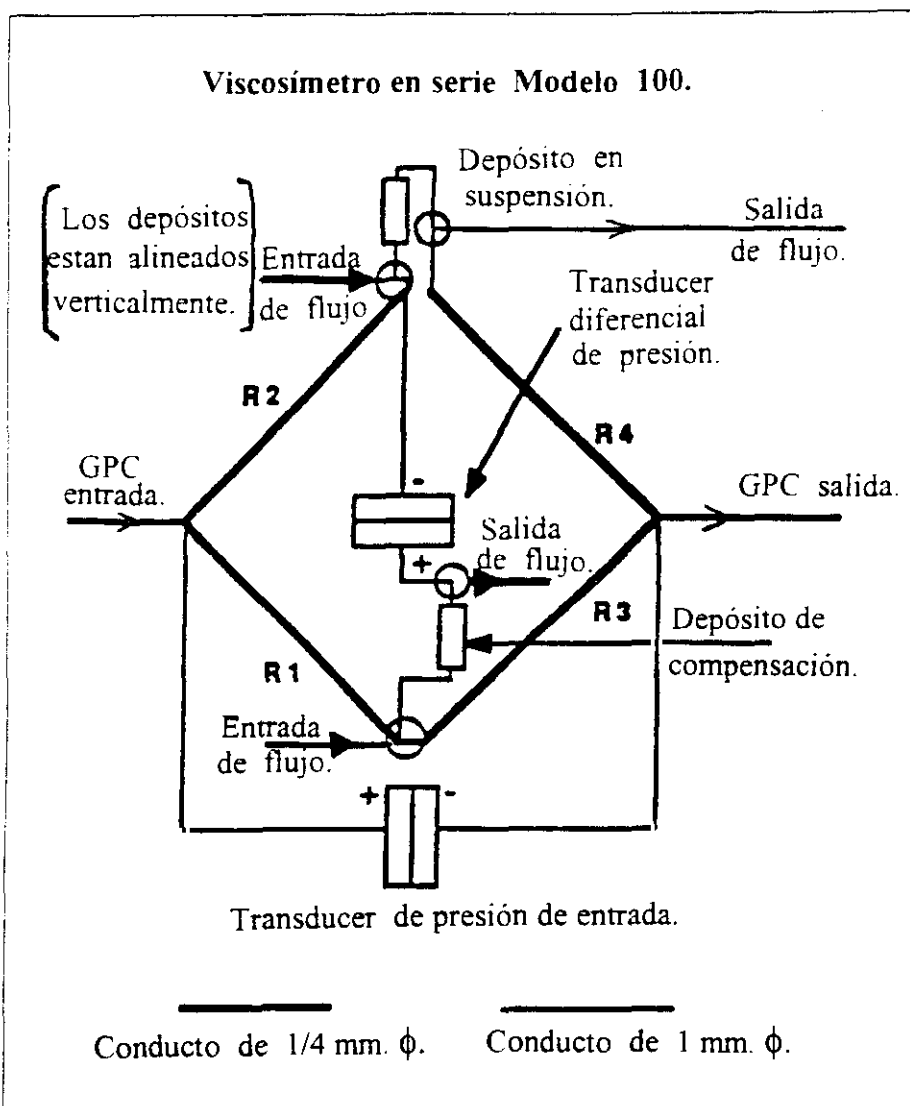 Viscosímetro en serie Modelo 100.
Depósito en
suspensión.
Los depósitos
estan alineados
verticalmente.
Entrada
de flujo
Salida
de flujo.
Transducer
diferencial
de presión.
R2
R4
GPC
entrada.
-
GPC salida.
Salida
de flujo.
+
R3
Depósito de
compensación.
R1
Entrada
de flujo.
+ -
Transducer de presión de entrada.
Conducto de 1/4 mm. ϕ.
Conducto de 1 mm. ϕ.